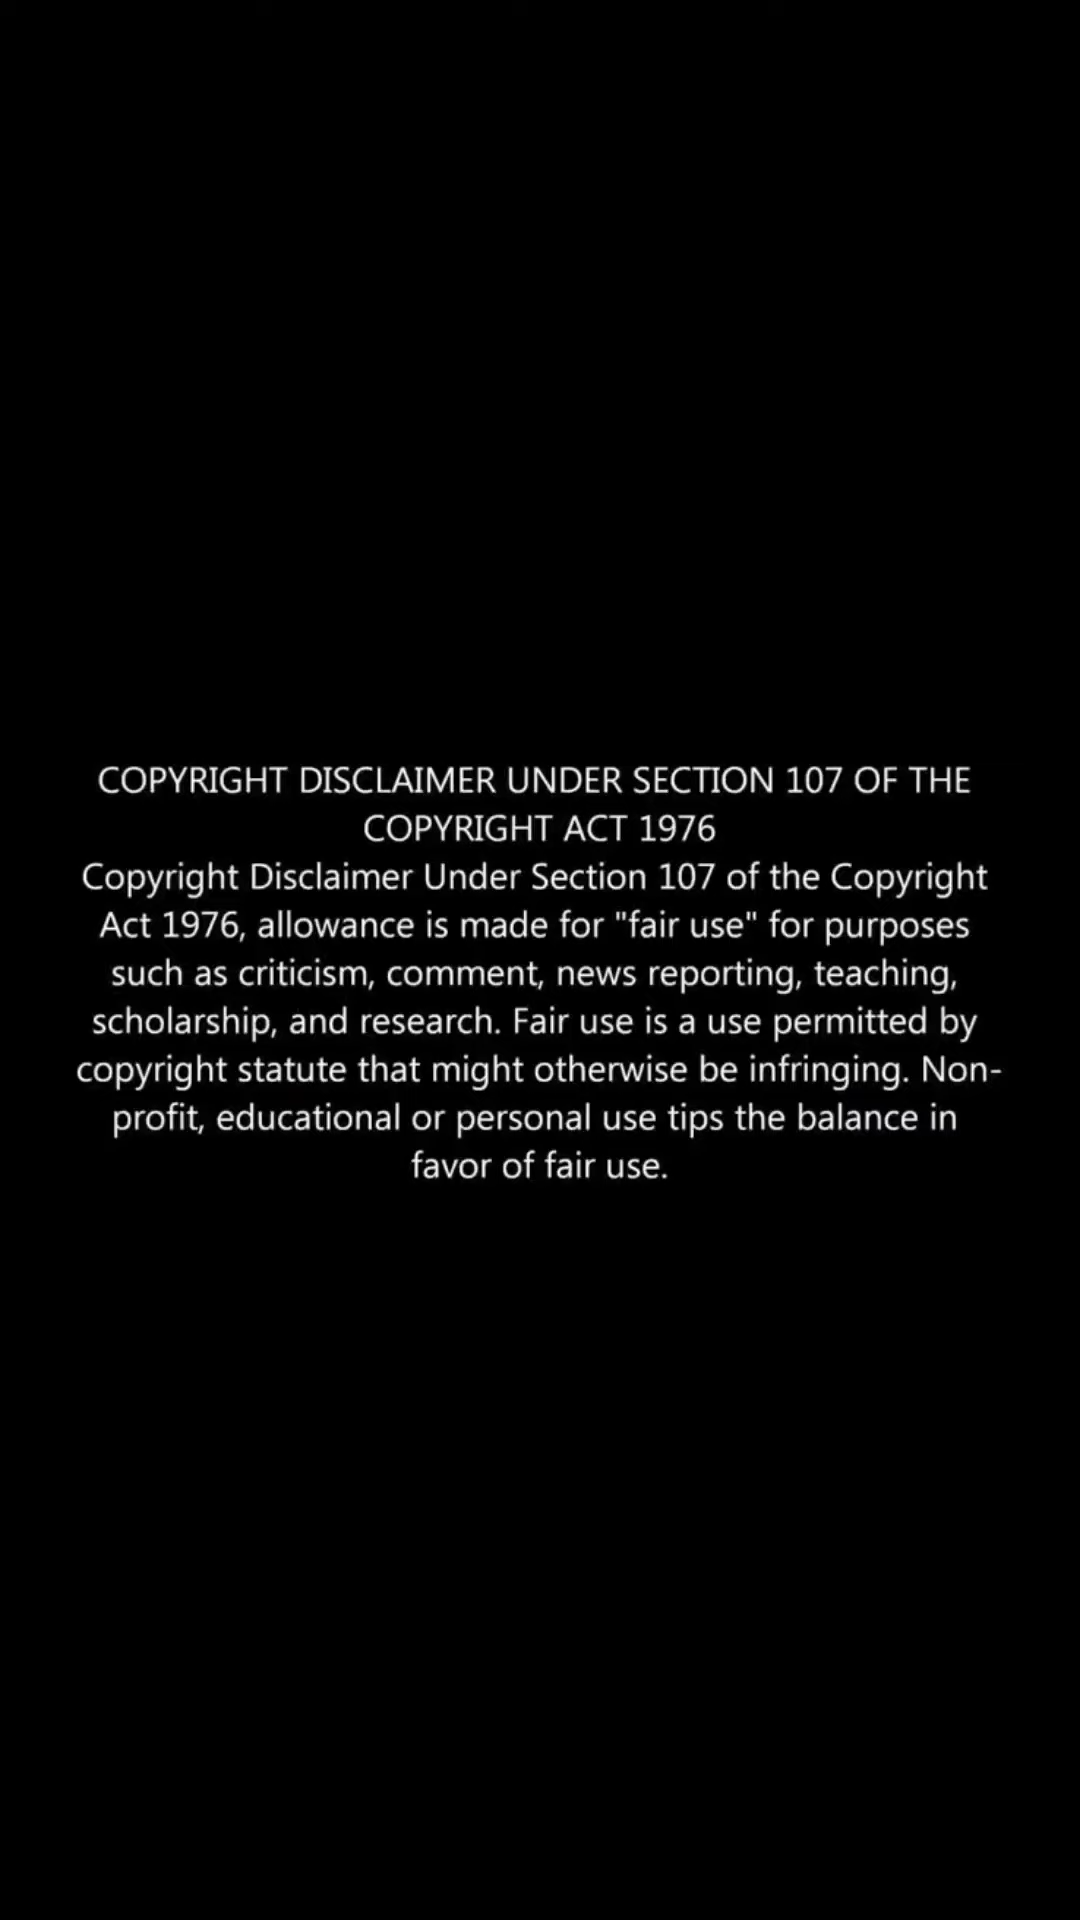 COPYRIGHT DISCLAIMER UNDER SECTION 107 OF THE
COPYRIGHT ACT 1976
Copyright Disclaimer Under Section 107 of the Copyright
Act 1976, allowance is made for "fair use" for purposes
such as criticism, comment, news reporting, teaching,
scholarship, and research. Fair use is a use permitted by
copyright statute that might otherwise be infringing. Non-
profit, educational or personal use tips the balance in
favor of fair use.